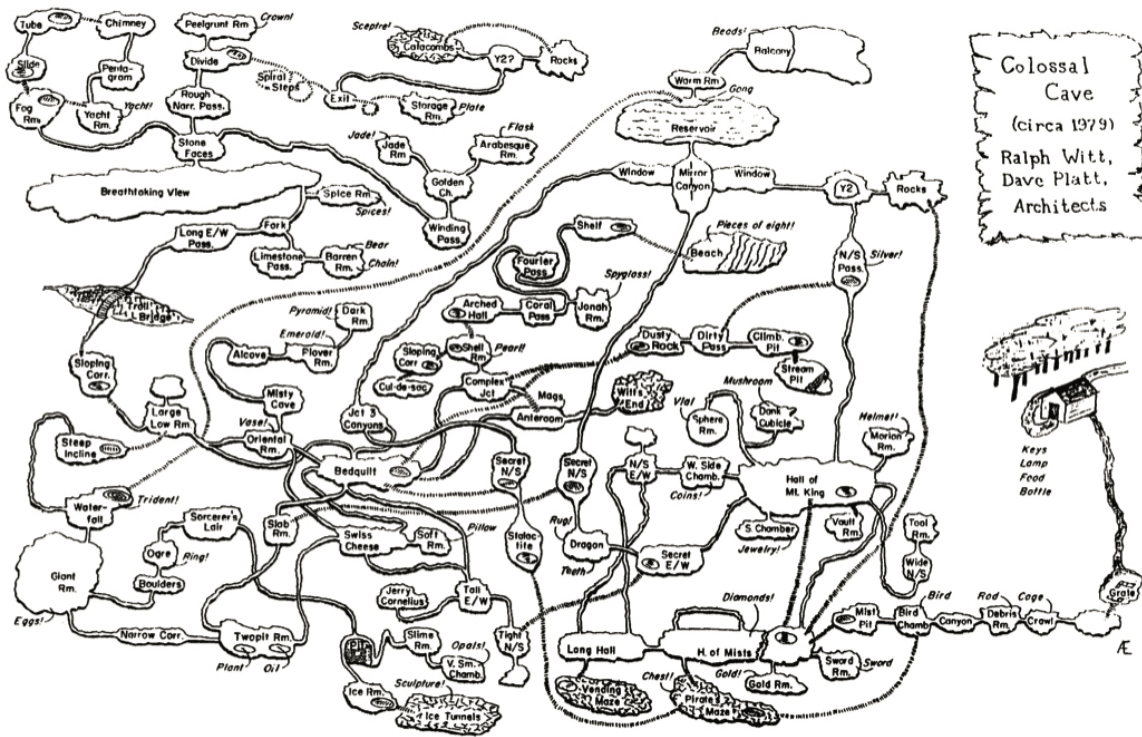 Tube
Chimney
Peelgrunt Rm
Crown!
Sceptre!
Catacombs
Y2?
Rocks
Beads!
Balcony
Colossal
Cave
(circa 1979)
Ralph Witt,
Dave Platt,
Architects
Slide
Penta-
gram
Divide
Spiral
Steps
Exit
Storage
Rm.
Plate
Warm Rm
Gong
Fog
Rm
Yacht!
Yacht
Rm.
Rough
Narr. Pass.
Stone
Faces
Jade!
Jade
Rm
Flask
Arabesque
Rm.
Reservoir
Golden
Ch.
Window
Mirror
Canyon
Window
Y2
Rocks
Breathtaking View
Spice Rm.
Spices!
Winding
Pass.
Long E/W
Pass.
Fork
Limestone
Pass.
Barren
Rm.
Bear
Chain!
Shelf
Beach
Pieces of eight!
N/S
Pass.
Silver!
Fourier
Pass
Spyglass!
Troll
Bridge
Pyramid!
Dark
Rm.
Emerald!
Plover
Rm.
Alcove
Arched
Hall
Coral
Pass
Jonah
Rm.
Sloping
Corr.
Sloping
Corr
Shell
Rm
Pearl!
Cul-de-sac
Dusty
Rock
Dirty
Pass
Climb.
Pit
Stream
Pit
Misty
Cave
Complex
Jct
Mags.
Anteroom
Witt's
End
Mushroom
Vial
Sphere
Rm.
Dank
Cubicle
Helmet!
Morion
Rm.
Large
Low Rm
Vase!
Oriental
Rm.
Jct 3
Canyons
Steep
Incline
Bedquilt
Secret
N/S
Secret
N/S
N/S
E/W
W. Side
Chamb.
Coins!
Hall of
Mt. King
Keys
Lamp
Food
Bottle
Water-
fall
Trident!
Sorcerer's
Lair
Slab
Rm.
Swiss
Cheese
Soft
Rm.
Pillow
Stalac-
tite
Rug!
Dragon
Teeth
Secret
E/W
S. Chamber
Jewelry!
Vault
Rm.
Tool
Rm.
Wide
N/S
Giant
Rm.
Eggs!
Ogre
Ring!
Boulders
Jerry
Cornelius
Tall
E/W
Diamonds!
Mist
Pit
Bird
Bird
Chamb
Canyon
Rod
Debris
Rm.
Cage
Crawl
Grate
Narrow Corr.
Twopit Rm.
Plant
Oil
Pit
Slime
Rm.
Opals!
V. Sm.
Chamb.
Tight
N/S
Long Hall
H. of Mists
Sword
Rm.
Sword
Gold!
Gold Rm.
Ice Rm.
Sculpture!
Ice Tunnels
Vending
Maze
Chest!
Pirate's
Maze
Æ